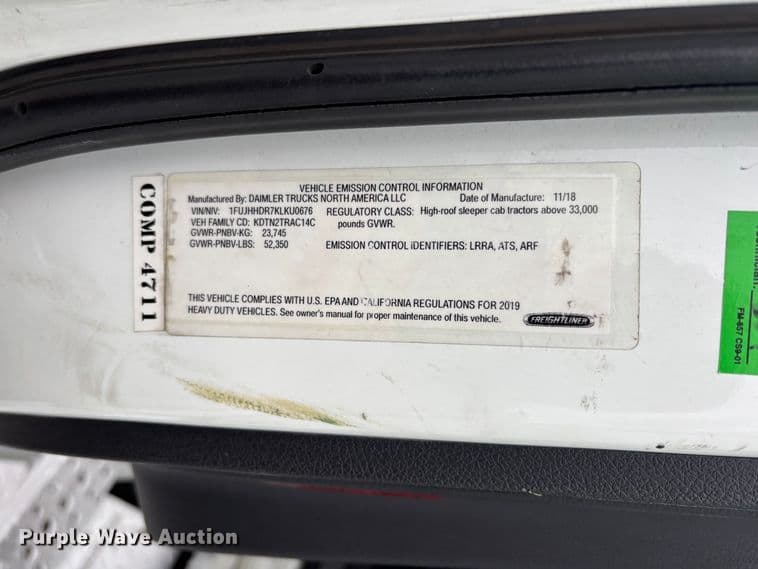 VEHICLE EMISSION CONTROL INFORMATION
Manufactured By: DAIMLER TRUCKS NORTH AMERICA LLC Date of Manufacture: 11/18
VIN/NIV: 1FUJHHDR7KLKU0676 REGULATORY CLASS: High-roof sleeper cab tractors above 33,000
VEH FAMILY CD: KDTN2TRAC14C pounds GVWR.
GVWR-PNBV-KG: 23,745
GVWR-PNBV-LBS: 52,350 EMISSION CONTROL IDENTIFIERS: LRRA, ATS, ARF
THIS VEHICLE COMPLIES WITH U.S. EPA AND CALIFORNIA REGULATIONS FOR 2019
HEAVY DUTY VEHICLES. See owner's manual for proper maintenance of this vehicle.
FREIGHTLINER
COMP 4711
FM-657 CS9-01
Purple Wave Auction